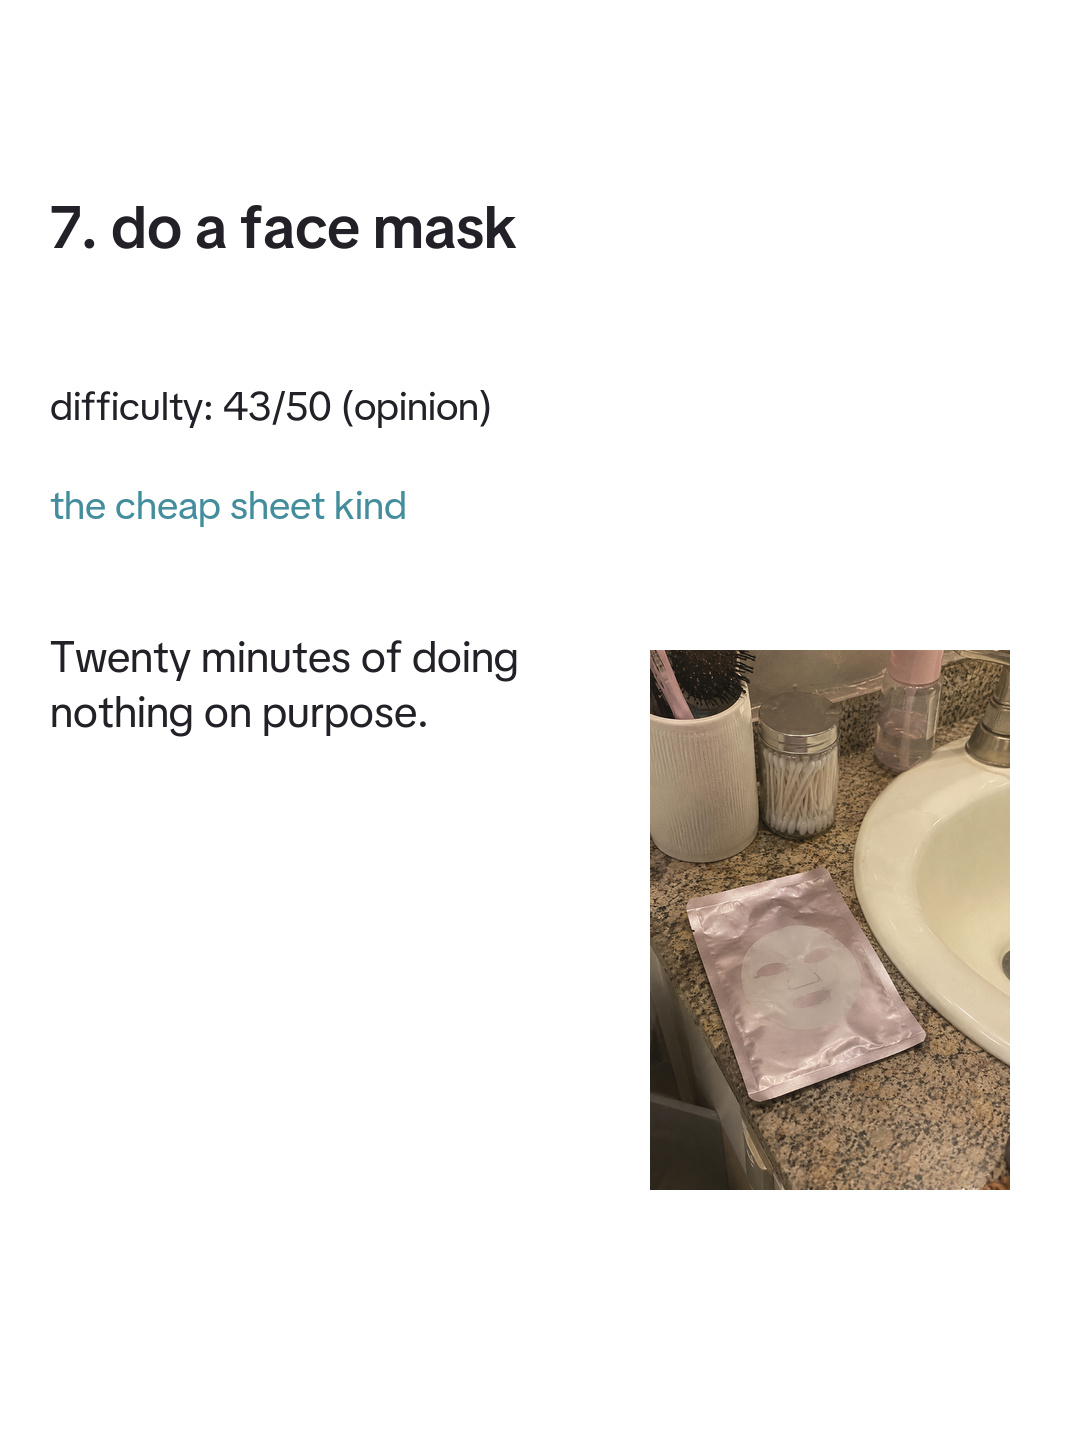 7. do a face mask
difficulty: 43/50 (opinion)
the cheap sheet kind
Twenty minutes of doing
nothing on purpose.